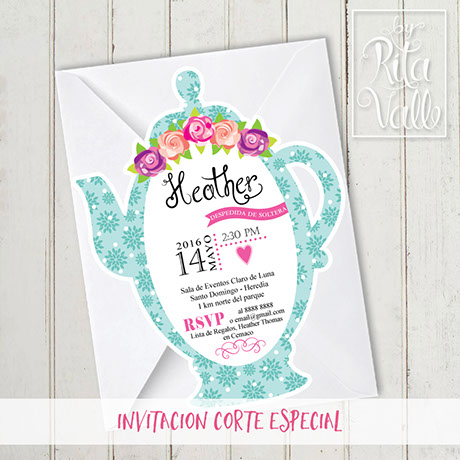 by
Rita
Valle
Heather
DESPEDIDA DE SOLTERA
2016
14 MAYO
2:30 PM
Sala de Eventos Claro de Luna
Santo Domingo - Heredia
1 km norte del parque
RSVP al 8888 8888
o email@gmail.com
Lista de Regalos, Heather Thomas
en Cemaco
INVITACION CORTE ESPECIAL